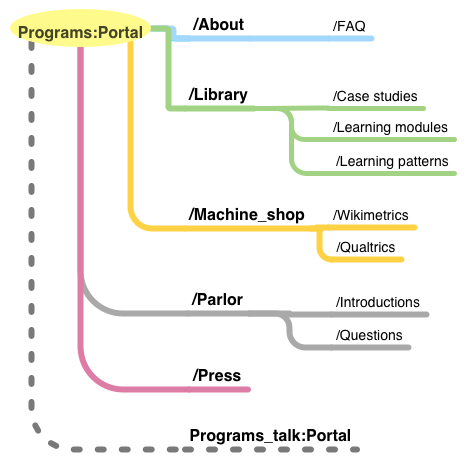 Programs:Portal
/About
/FAQ
/Library
/Case studies
/Learning modules
/Learning patterns
/Machine_shop
/Wikimetrics
/Qualtrics
/Parlor
/Introductions
/Questions
/Press
Programs_talk:Portal